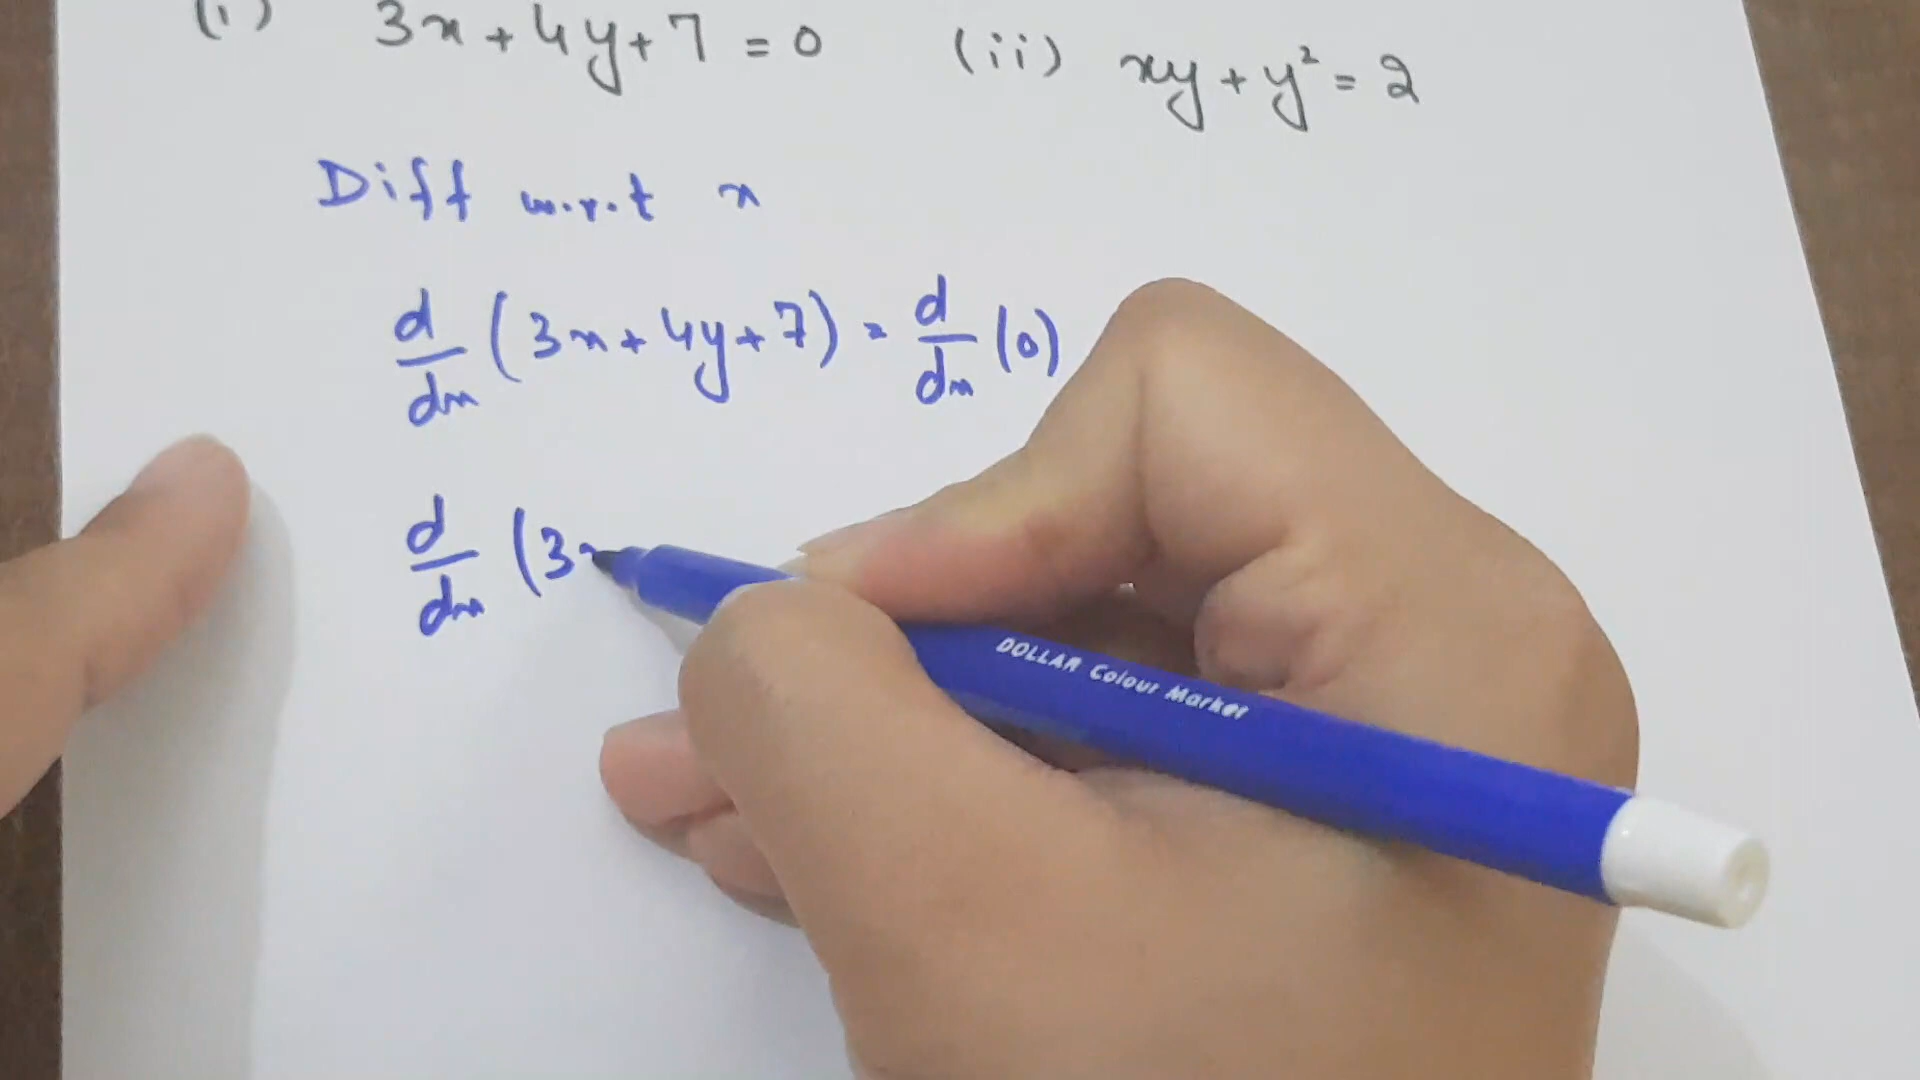 (i) 3x + 4y + 7 = 0 (ii) xy + y² = 2
Diff w.r.t x
d/dx (3x + 4y + 7) = d/dx (0)
d/dx (3x
DOLLAR Colour Marker